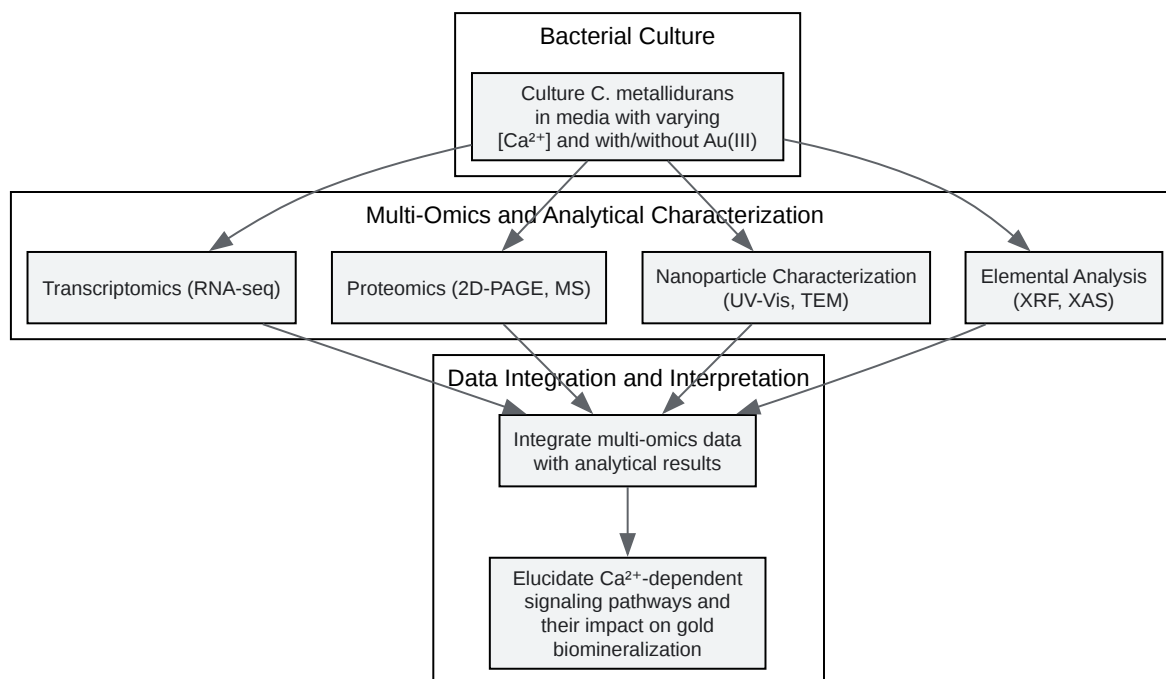 Bacterial Culture
Culture C. metallidurans
in media with varying
[Ca²⁺] and with/without Au(III)
Multi-Omics and Analytical Characterization
Transcriptomics (RNA-seq)
Proteomics (2D-PAGE, MS)
Nanoparticle Characterization
(UV-Vis, TEM)
Elemental Analysis
(XRF, XAS)
Data Integration and Interpretation
Integrate multi-omics data
with analytical results
Elucidate Ca²⁺-dependent
signaling pathways and
their impact on gold
biomineralization